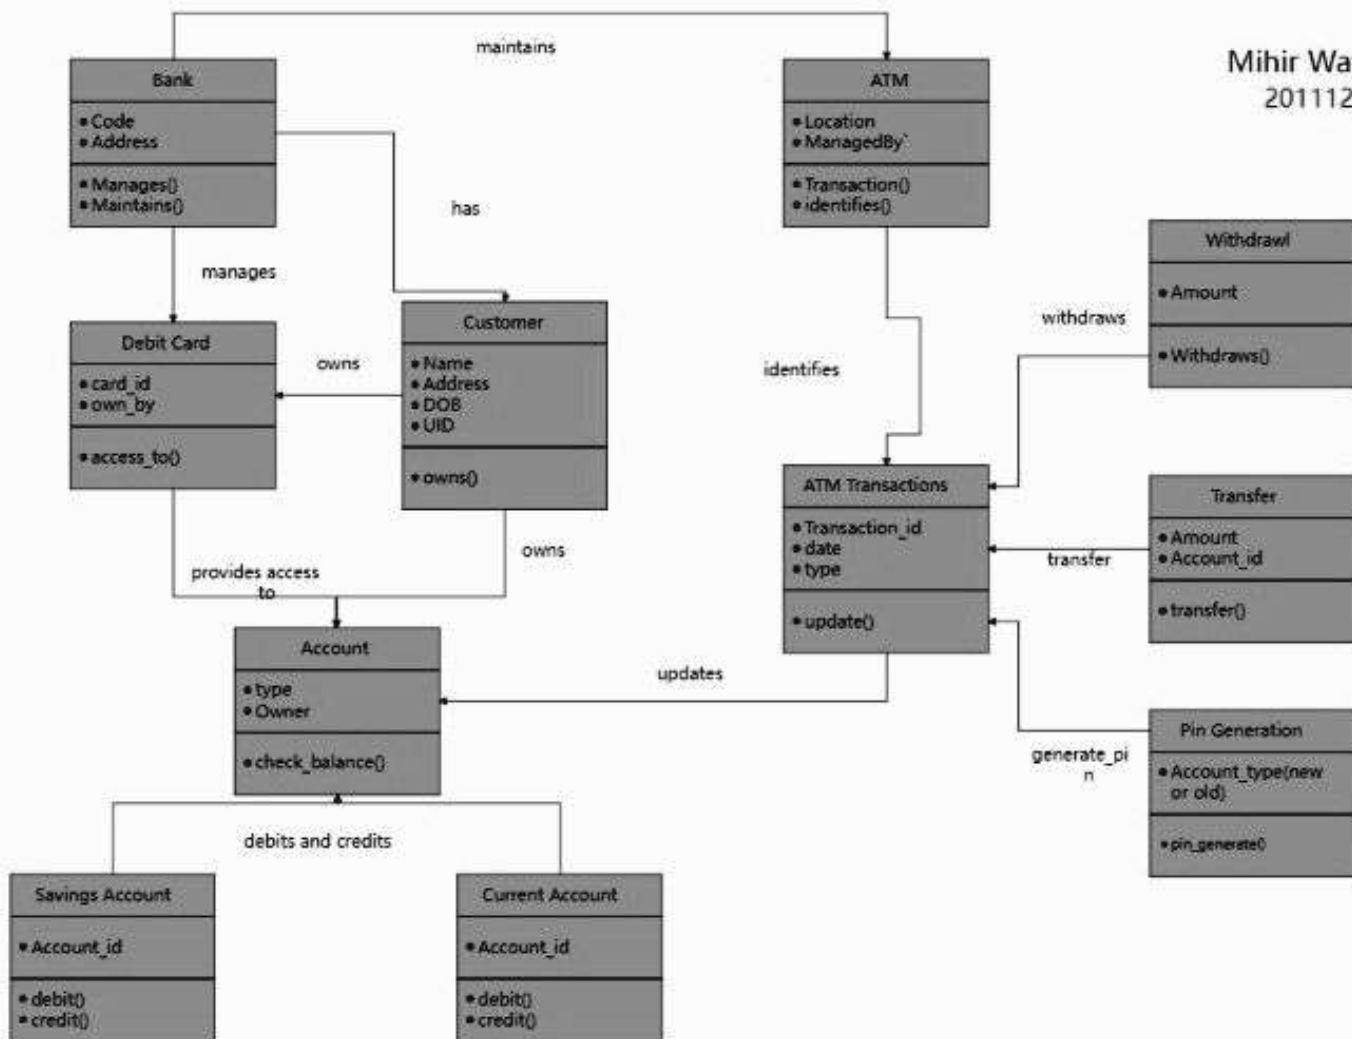 maintains
Mihir Wa
201112
Bank
Code
Address
Manages()
Maintains()
ATM
Location
ManagedBy`
Transaction()
identifies()
has
manages
Withdrawl
Amount
Withdraws()
withdraws
Debit Card
card_id
own_by
access_to()
owns
Customer
Name
Address
DOB
UID
owns()
identifies
ATM Transactions
Transaction_id
date
type
update()
transfer
Transfer
Amount
Account_id
transfer()
owns
provides access
to
Account
type
Owner
check_balance()
updates
generate_pi
n
Pin Generation
Account_type(new
or old)
pin_generate()
debits and credits
Savings Account
Account_id
debit()
credit()
Current Account
Account_id
debit()
credit()